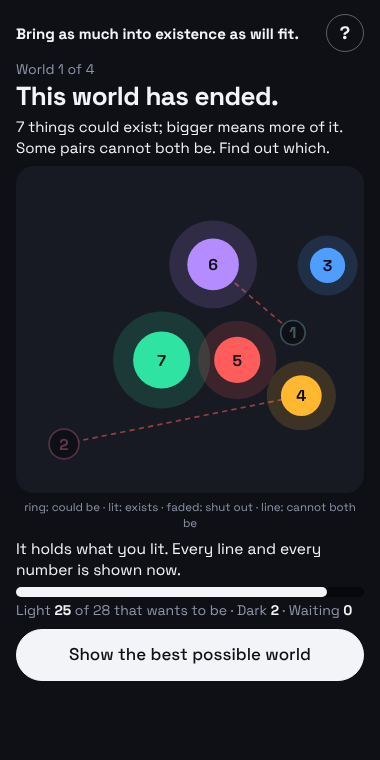 Bring as much into existence as will fit.
?
World 1 of 4
This world has ended.
7 things could exist; bigger means more of it.
Some pairs cannot both be. Find out which.
6
3
1
7
5
4
2
ring: could be · lit: exists · faded: shut out · line: cannot both
be
It holds what you lit. Every line and every
number is shown now.
Light 25 of 28 that wants to be · Dark 2 · Waiting 0
Show the best possible world